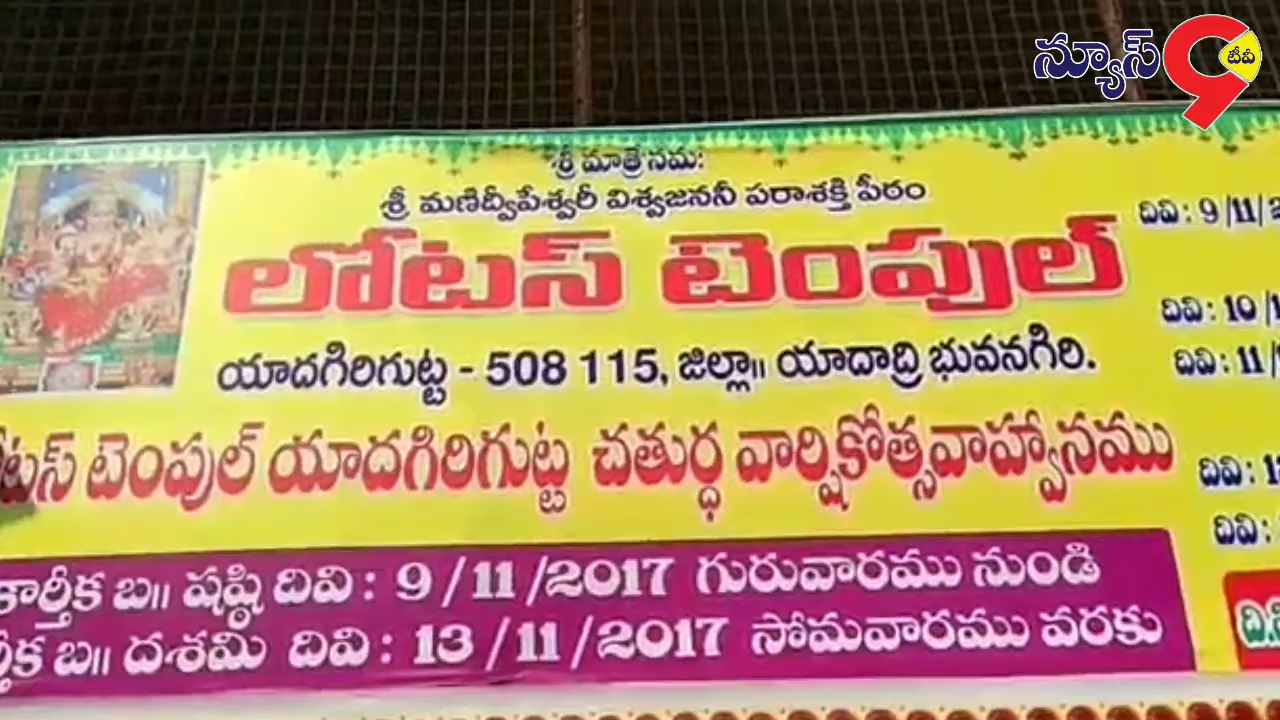 న్యూస్ 9 టీవీ
శ్రీ మాత్రే నమ:
శ్రీ మణిద్వీపేశ్వరీ విశ్వజననీ పరాశక్తి పీఠం
లోటస్ టెంపుల్
యాదగిరిగుట్ట - 508 115, జిల్లా॥ యాదాద్రి భువనగిరి.
టెంపుల్ యాదగిరిగుట్ట చతుర్ధ వార్షికోత్సవాహ్వానము
కార్తీక బ॥ షష్ఠి దివి : 9 / 11 /2017 గురువారము నుండి
బ॥ దశమి దివి : 13 / 11 / 2017 సోమవారము వరకు
దివి : 9 /11/
దివి : 10 /
దివి : 11/
దివి :
దివి :